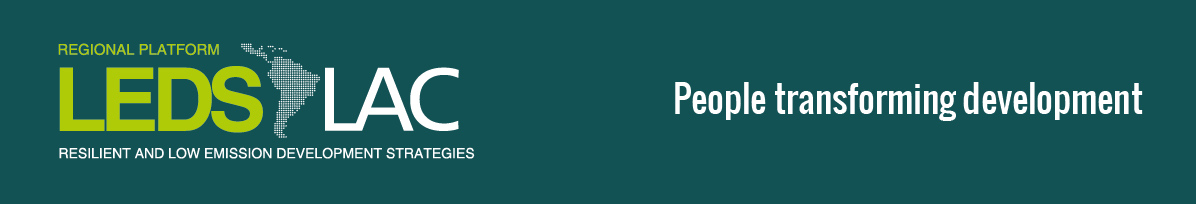 REGIONAL PLATFORM
LEDS LAC
RESILIENT AND LOW EMISSION DEVELOPMENT STRATEGIES
People transforming development